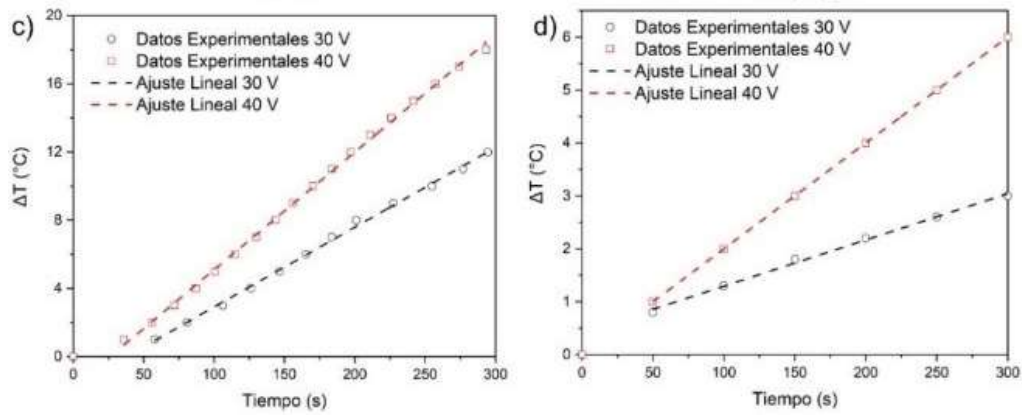 c)
Datos Experimentales 30 V
Datos Experimentales 40 V
Ajuste Lineal 30 V
Ajuste Lineal 40 V
20
16
12
8
4
0
ΔT (°C)
0 50 100 150 200 250 300
Tiempo (s)
d)
Datos Experimentales 30 V
Datos Experimentales 40 V
Ajuste Lineal 30 V
Ajuste Lineal 40 V
6
5
4
3
2
1
0
ΔT (°C)
0 50 100 150 200 250 300
Tiempo (s)